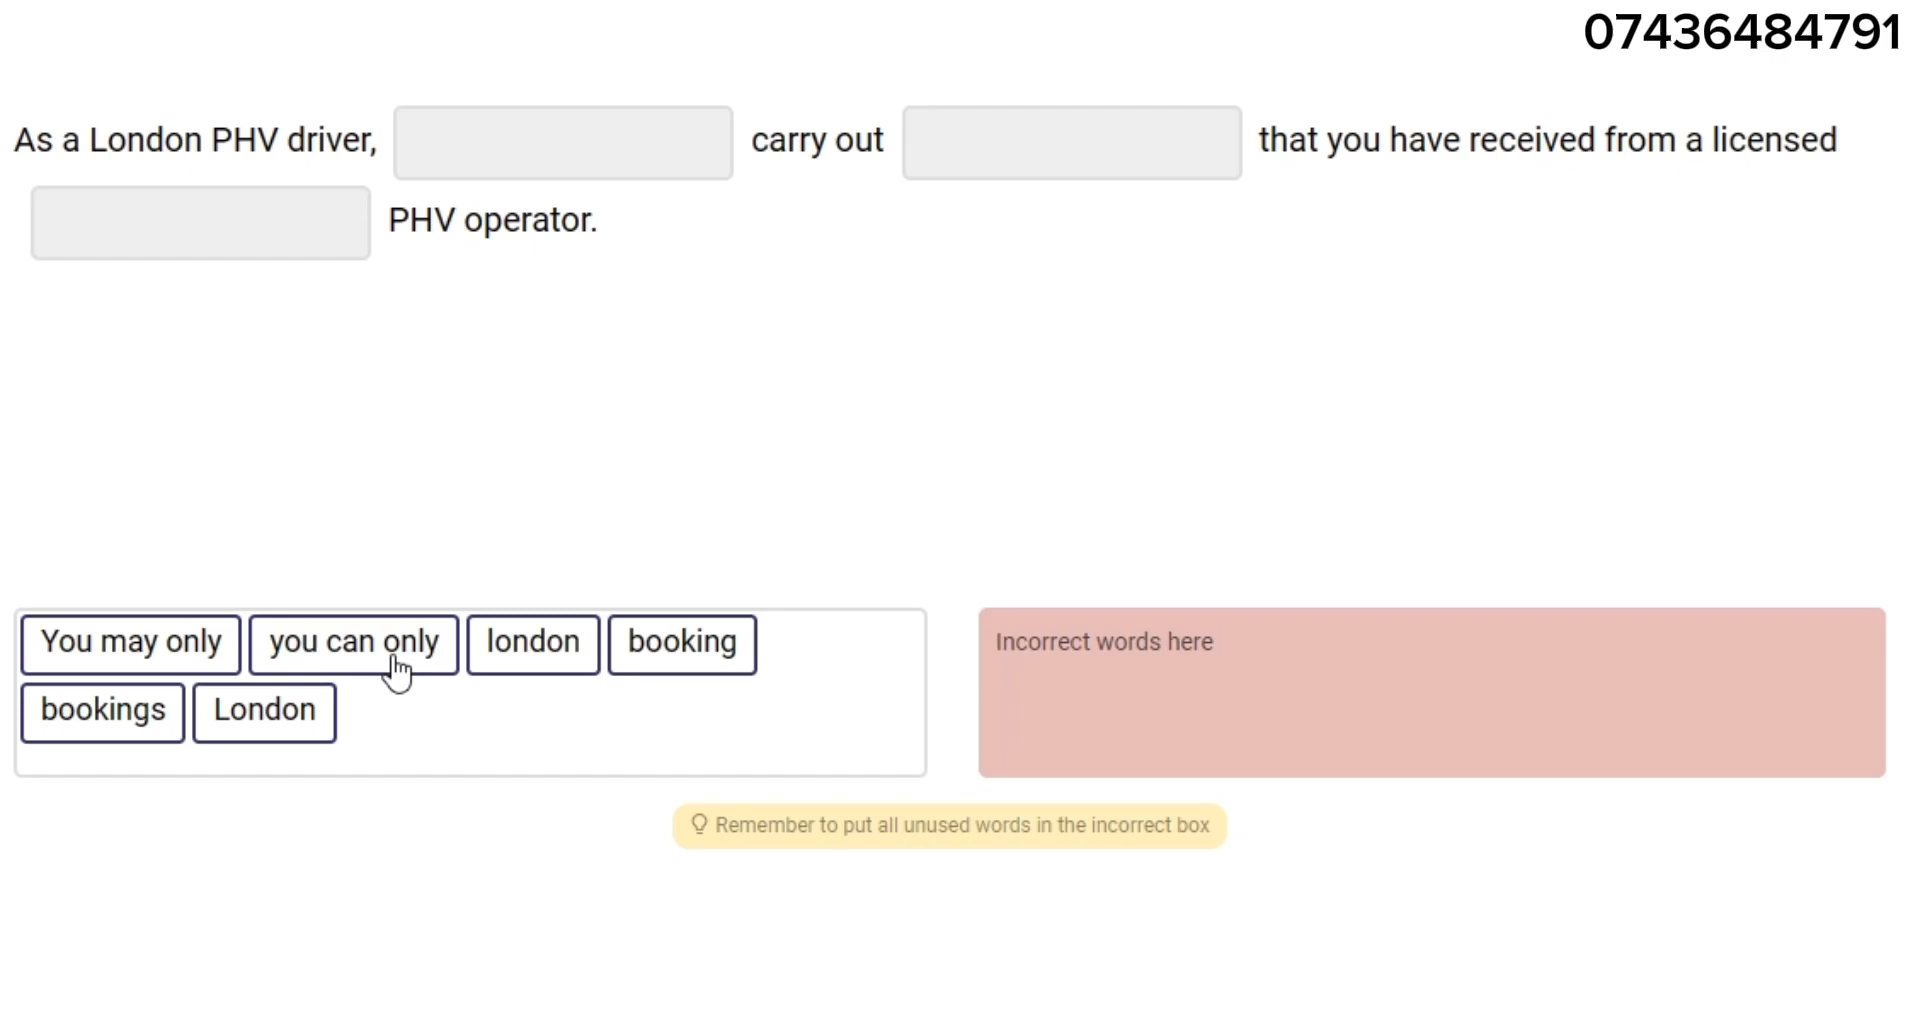 07436484791
As a London PHV driver, carry out that you have received from a licensed
PHV operator.
You may only you can only london booking
bookings London
Incorrect words here
Remember to put all unused words in the incorrect box